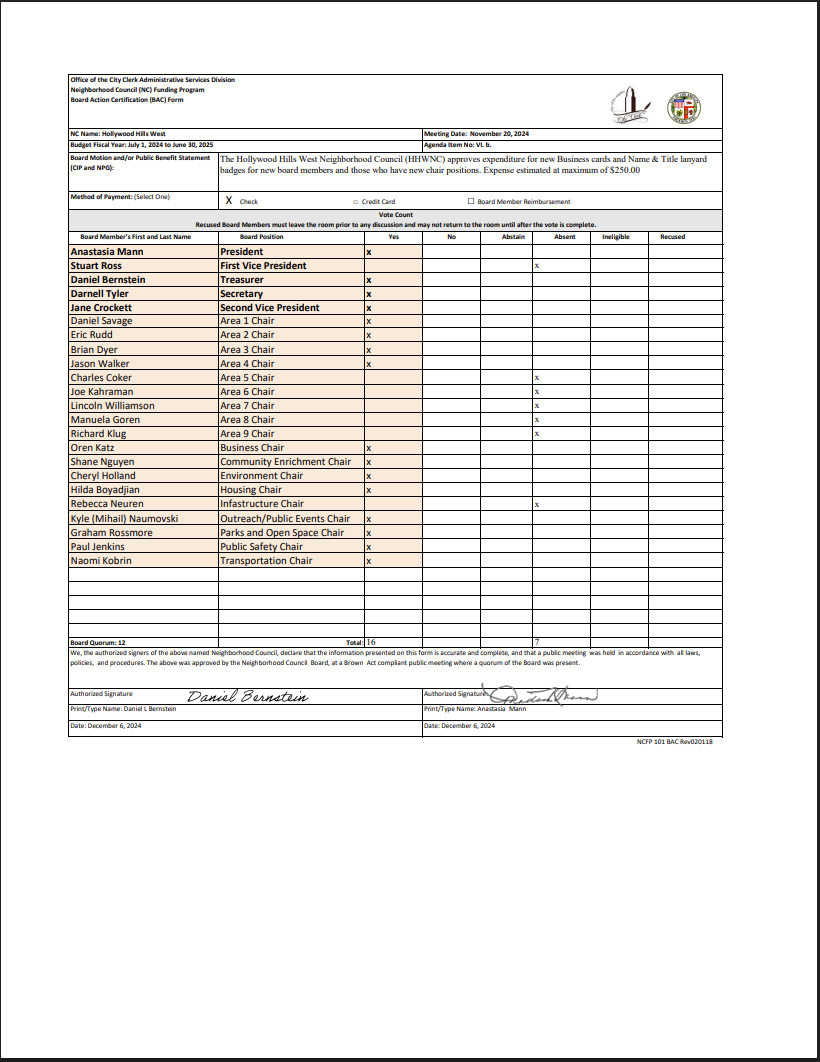 Office of the City Clerk Administrative Services Division
Neighborhood Council (NC) Funding Program
Board Action Certification (BAC) Form
NC Name: Hollywood Hills West Meeting Date: November 20, 2024
Budget Fiscal Year: July 1, 2024 to June 30, 2025 Agenda Item No: VI. b.
Board Motion and/or Public Benefit Statement (CIP and NPG):
The Hollywood Hills West Neighborhood Council (HHWNC) approves expenditure for new Business cards and Name & Title lanyard
badges for new board members and those who have new chair positions. Expense estimated at maximum of $250.00
Method of Payment: (Select One) X Check ☐ Credit Card ☐ Board Member Reimbursement
Vote Count
Recused Board Members must leave the room prior to any discussion and may not return to the room until after the vote is complete.
Board Member's First and Last Name Board Position Yes No Abstain Absent Ineligible Recused
Anastasia Mann President x
Stuart Ross First Vice President x
Daniel Bernstein Treasurer x
Darnell Tyler Secretary x
Jane Crockett Second Vice President x
Daniel Savage Area 1 Chair x
Eric Rudd Area 2 Chair x
Brian Dyer Area 3 Chair x
Jason Walker Area 4 Chair x
Charles Coker Area 5 Chair x
Joe Kahraman Area 6 Chair x
Lincoln Williamson Area 7 Chair x
Manuela Goren Area 8 Chair x
Richard Klug Area 9 Chair x
Oren Katz Business Chair x
Shane Nguyen Community Enrichment Chair x
Cheryl Holland Environment Chair x
Hilda Boyadjian Housing Chair x
Rebecca Neuren Infastructure Chair x
Kyle (Mihail) Naumovski Outreach/Public Events Chair x
Graham Rossmore Parks and Open Space Chair x
Paul Jenkins Public Safety Chair x
Naomi Kobrin Transportation Chair x
Board Quorum: 12 Total: 16 7
We, the authorized signers of the above named Neighborhood Council, declare that the information presented on this form is accurate and complete, and that a public meeting was held in accordance with all laws,
policies, and procedures. The above was approved by the Neighborhood Council Board, at a Brown Act compliant public meeting where a quorum of the Board was present.
Authorized Signature Daniel Bernstein Authorized Signature:
Print/Type Name: Daniel L Bernstein Print/Type Name: Anastasia Mann
Date: December 6, 2024 Date: December 6, 2024
NCFP 101 BAC Rev020118